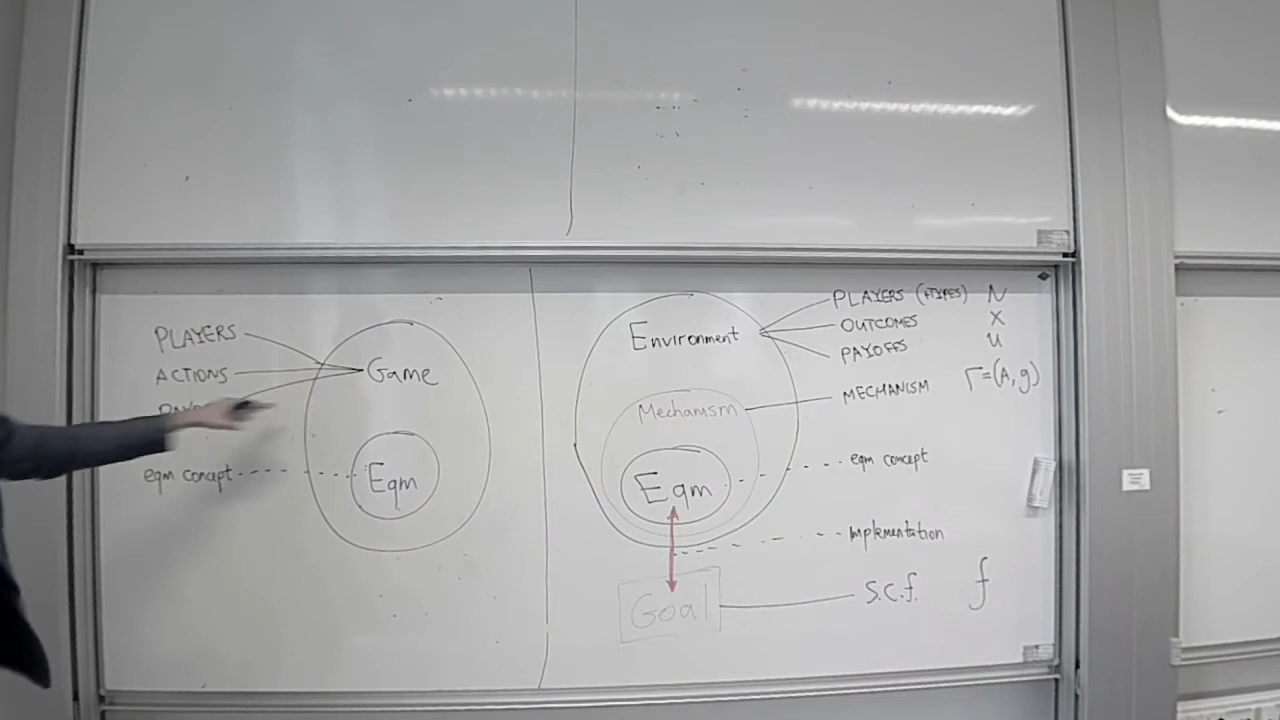 PLAYERS
ACTIONS
Game
eqm concept
Eqm
Environment
PLAYERS (+TYPES) N
OUTCOMES X
PAYOFFS u
Mechanism
MECHANISM Γ=(A,g)
Eqm
eqm concept
Implementation
Goal
S.C.f. f